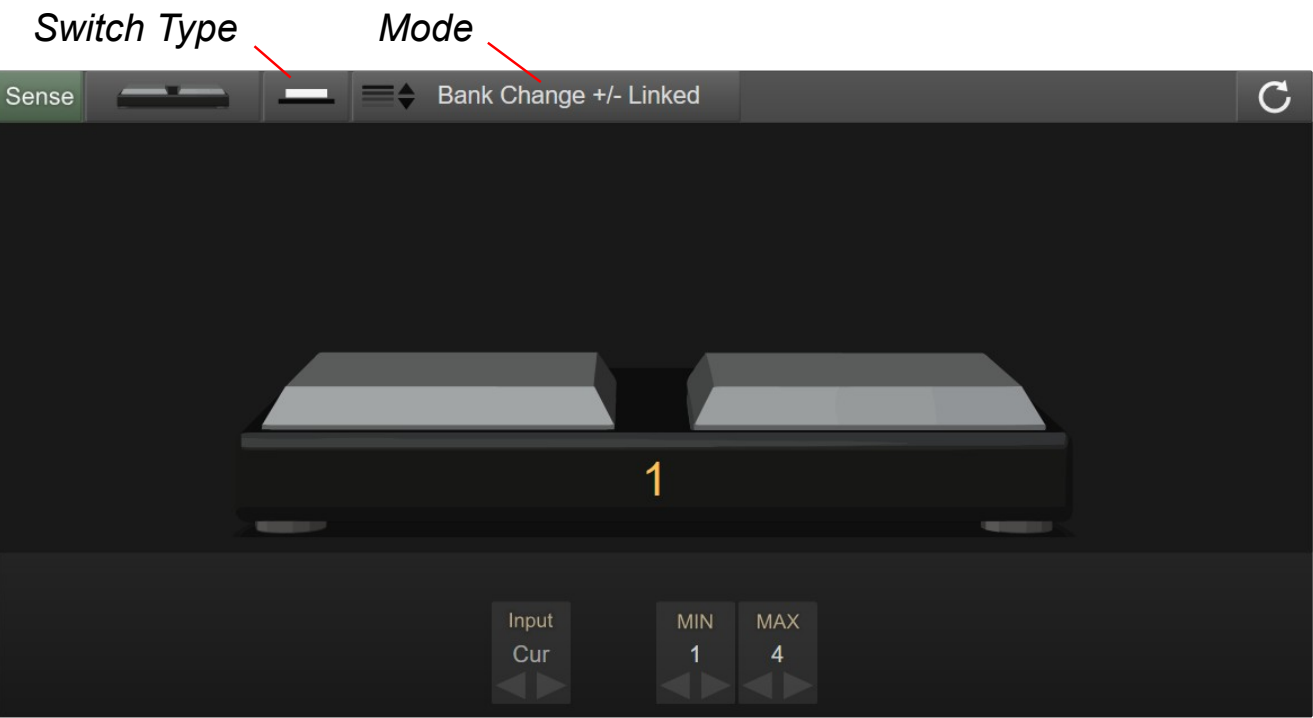 Switch Type Mode
Sense Bank Change +/- Linked
1
Input MIN MAX
Cur 1 4